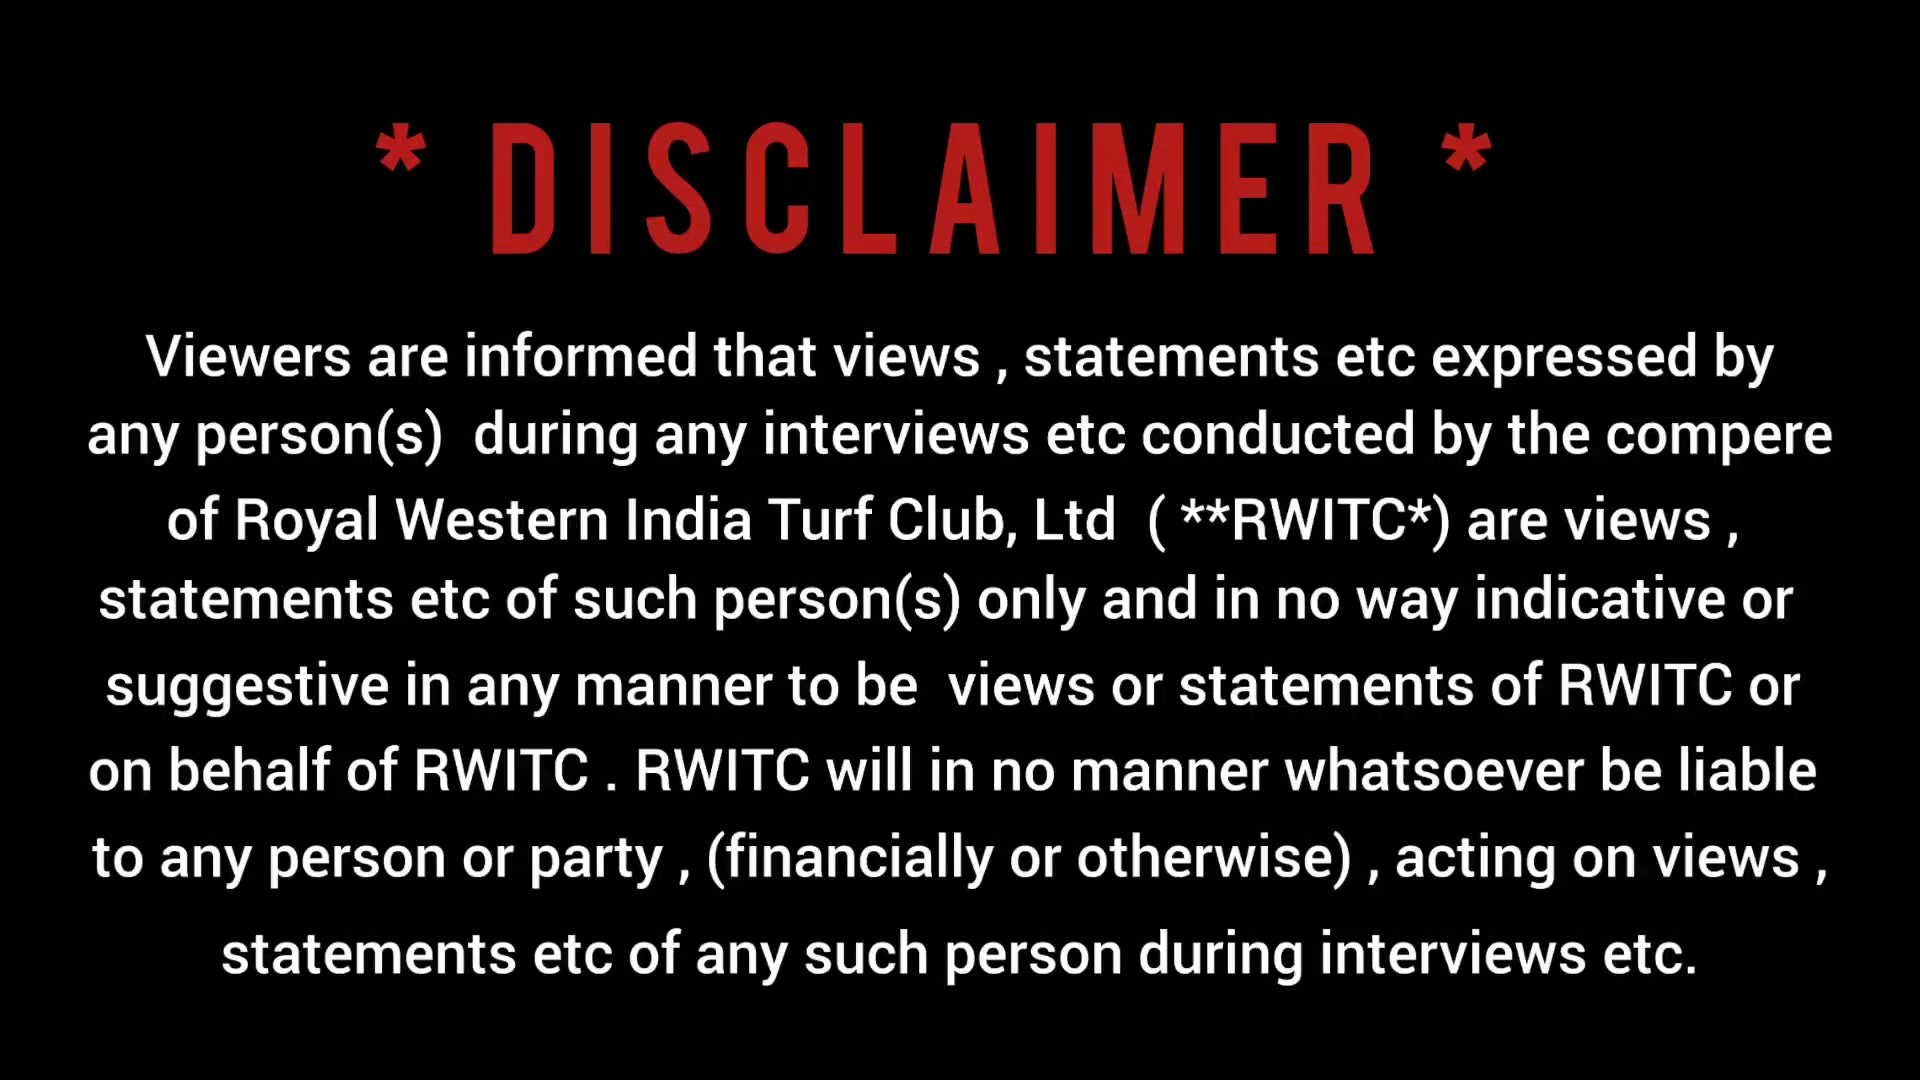 * DISCLAIMER *
Viewers are informed that views , statements etc expressed by
any person(s)  during any interviews etc conducted by the compere
of Royal Western India Turf Club, Ltd  ( **RWITC*) are views ,
statements etc of such person(s) only and in no way indicative or
suggestive in any manner to be  views or statements of RWITC or
on behalf of RWITC . RWITC will in no manner whatsoever be liable
to any person or party , (financially or otherwise) , acting on views ,
statements etc of any such person during interviews etc.